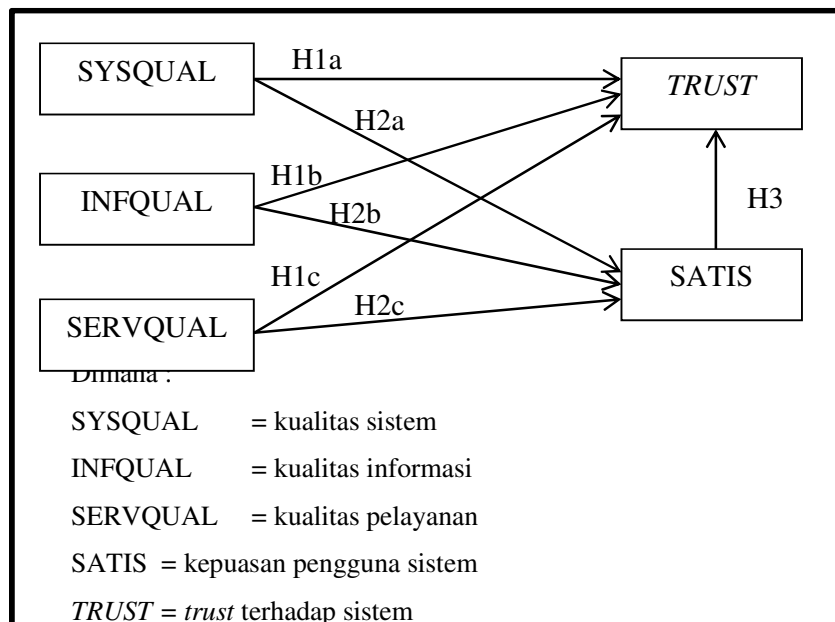 SYSQUAL
H1a
TRUST
H2a
H1b
INFQUAL
H2b
H3
H1c
SATIS
H2c
SERVQUAL
Dimana :
SYSQUAL = kualitas sistem
INFQUAL = kualitas informasi
SERVQUAL = kualitas pelayanan
SATIS = kepuasan pengguna sistem
TRUST = trust terhadap sistem